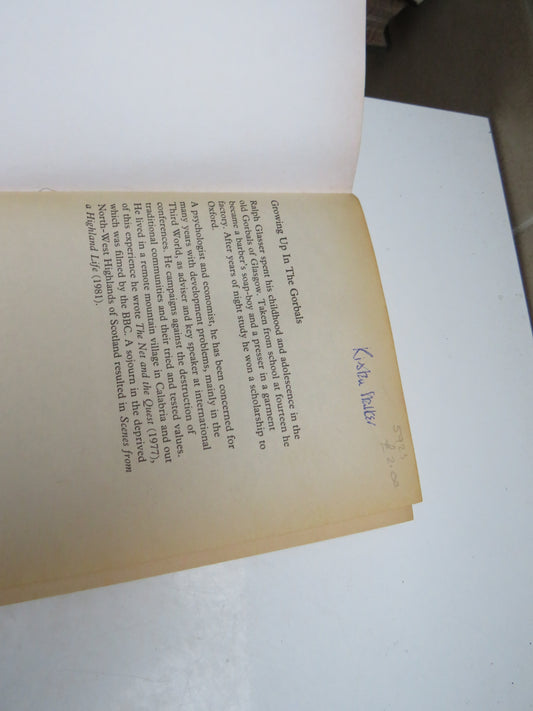 5923
£2.00
Growing Up In The Gorbals
Ralph Glasser spent his childhood and adolescence in the
old Gorbals of Glasgow. Taken from school at fourteen he
became a barber's soap-boy and a presser in a garment
factory. After years of night study he won a scholarship to
Oxford.
A psychologist and economist, he has been concerned for
many years with development problems, mainly in the
Third World, as adviser and key speaker at international
conferences. He campaigns against the destruction of
traditional communities and their tried and tested values.
He lived in a remote mountain village in Calabria and out
of this experience he wrote The Net and the Quest (1977),
which was filmed by the BBC. A sojourn in the deprived
North-West Highlands of Scotland resulted in Scenes from
a Highland Life (1981).